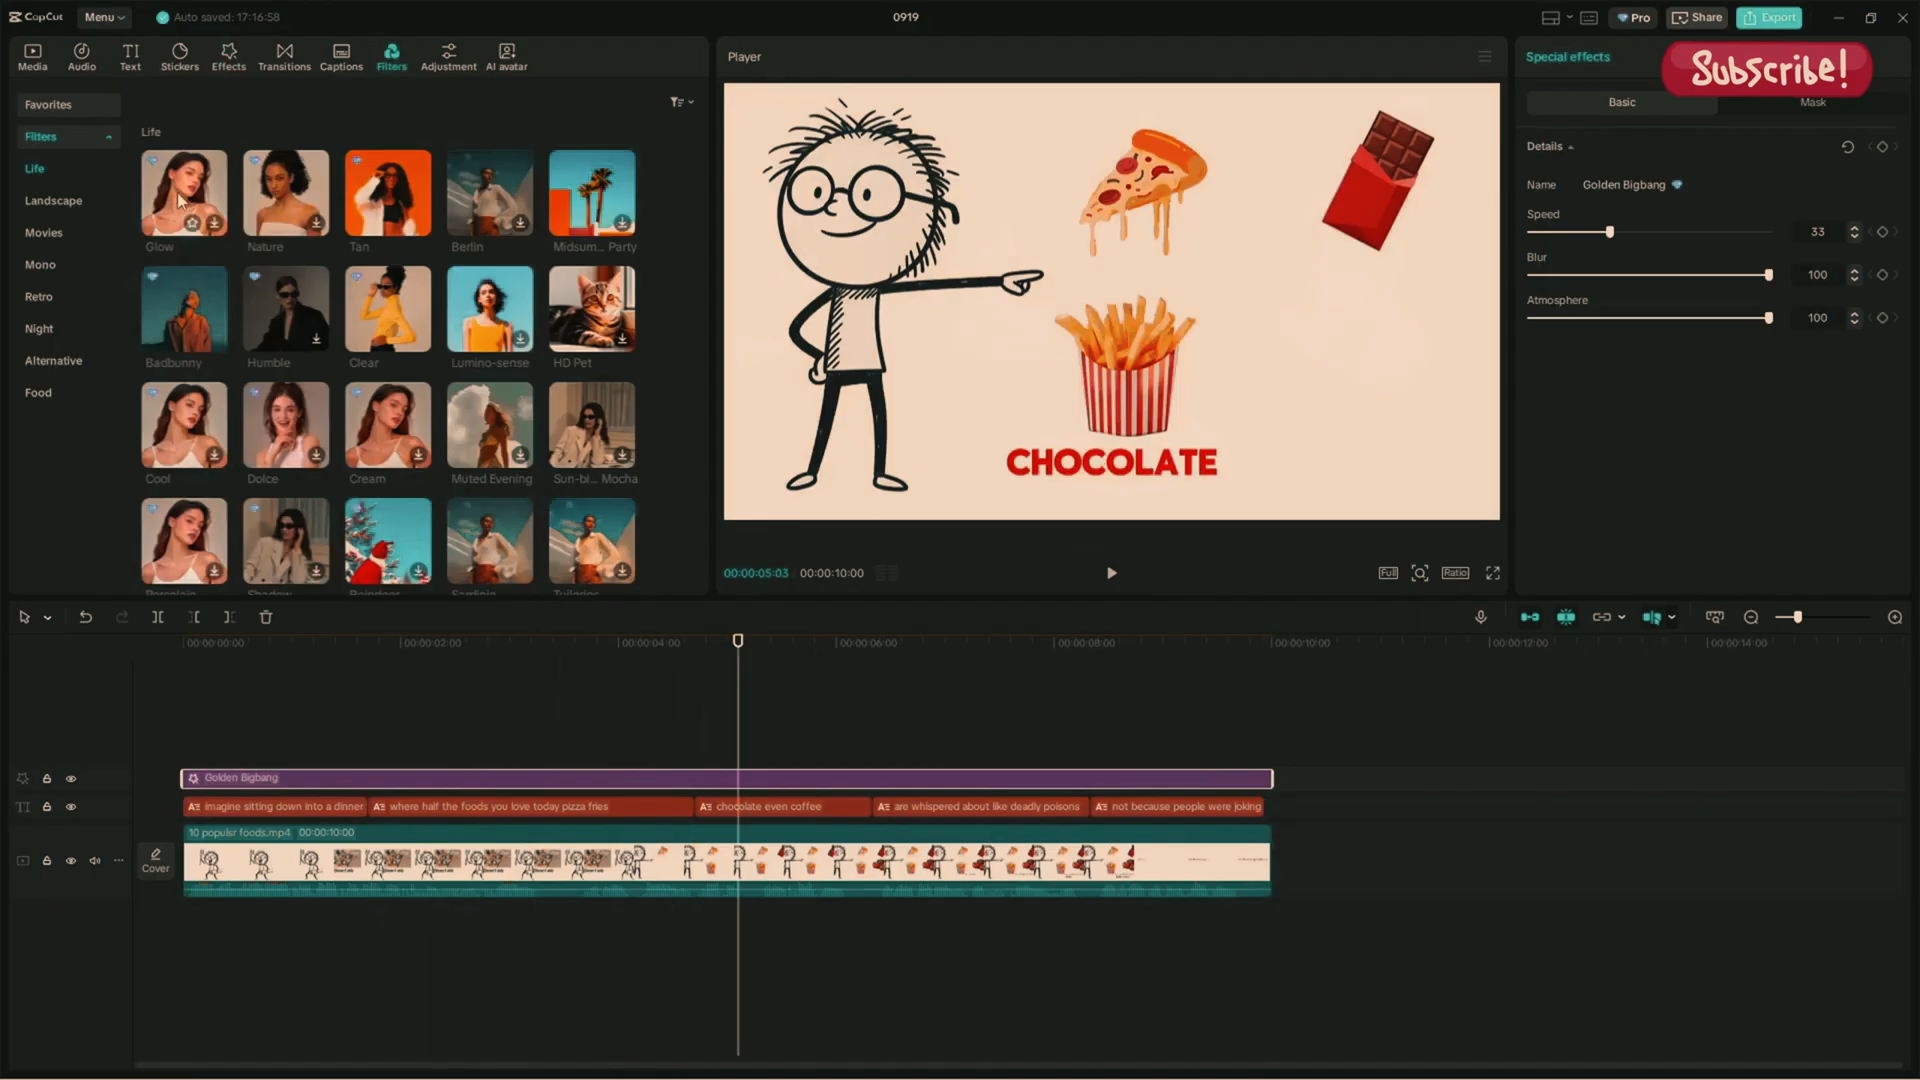 CapCut
Menu
Auto saved: 17:16:58
0919
Pro
Share
Export
Media
Audio
Text
Stickers
Effects
Transitions
Captions
Filters
Adjustment
AI avatar
Player
Special effects
Subscribe!
Basic
Mask
Favorites
Filters
Life
Landscape
Movies
Mono
Retro
Night
Alternative
Food
Life
Glow
Nature
Tan
Berlin
Midsum... Party
Badbunny
Humble
Clear
Lumino-sense
HD Pet
Cool
Dolce
Cream
Muted Evening
Sun-bl... Mocha
Porcelain
Shadow
Reindeer
Sardinia
Tuileries
CHOCOLATE
Details
Name
Golden Bigbang
Speed
33
Blur
100
Atmosphere
100
00:00:05:03
00:00:10:00
Full
Ratio
00:00:00:00
00:00:02:00
00:00:04:00
00:00:06:00
00:00:08:00
00:00:10:00
00:00:12:00
00:00:14:00
Golden Bigbang
imagine sitting down into a dinner
where half the foods you love today pizza fries
chocolate even coffee
are whispered about like deadly poisons
not because people were joking
10 populsr foods.mp4 00:00:10:00
Cover